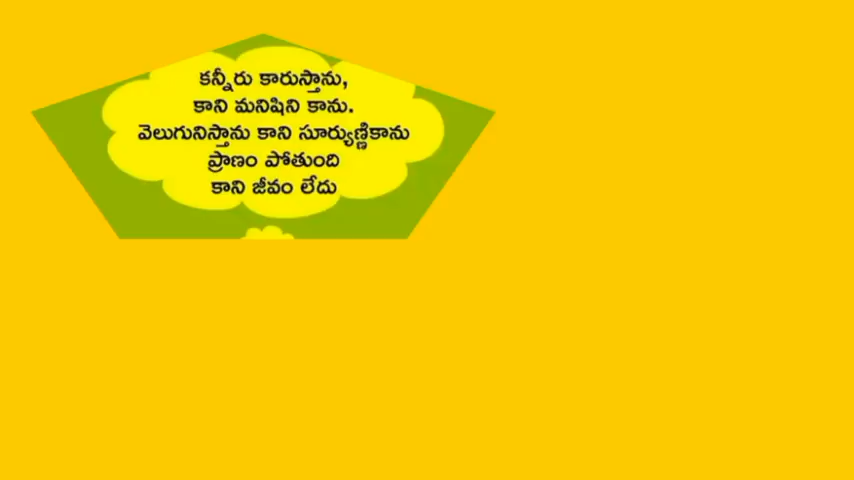 కన్నీరు కారుస్తాను,
కాని మనిషిని కాను.
వెలుగునిస్తాను కాని సూర్యుణ్ణికాను
ప్రాణం పోతుంది
కాని జీవం లేదు